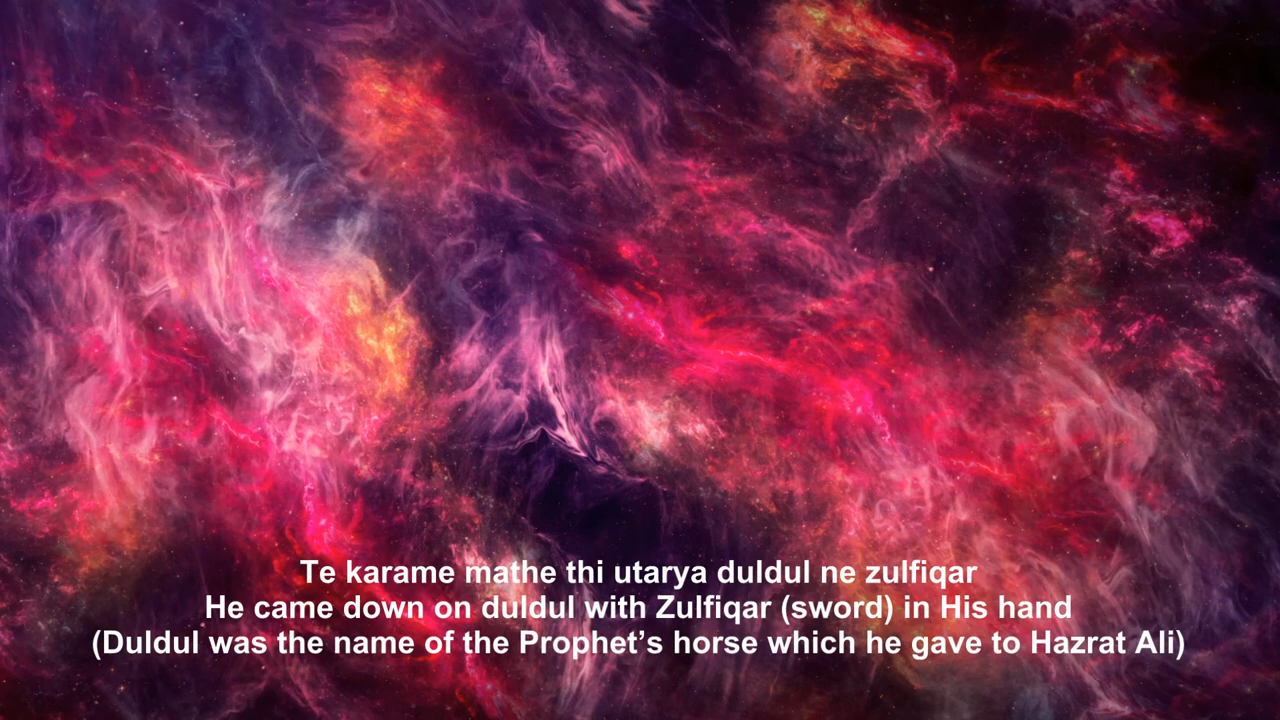 Te karame mathe thi utarya duldul ne zulfiqar
He came down on duldul with Zulfiqar (sword) in His hand
(Duldul was the name of the Prophet’s horse which he gave to Hazrat Ali)